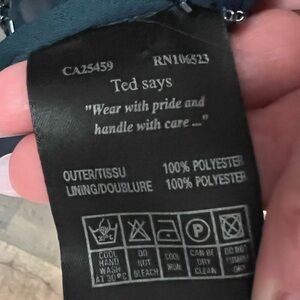 CA25459 RN106523
Ted says
"Wear with pride and
handle with care ..."
OUTER/TISSU 100% POLYESTER
LINING/DOUBLURE 100% POLYESTER
30°C P
COOL HAND WASH AT 30°C
DO NOT BLEACH
COOL IRON
CAN BE DRY CLEAN
DO NOT TUMBLE DRY